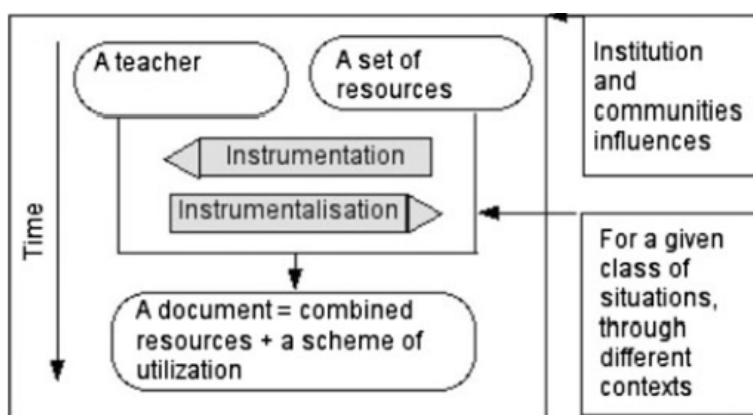 A teacher
A set of
resources
Institution
and
communities
influences
Instrumentation
Instrumentalisation
Time
For a given
class of
situations,
through
different
contexts
A document = combined
resources + a scheme of
utilization